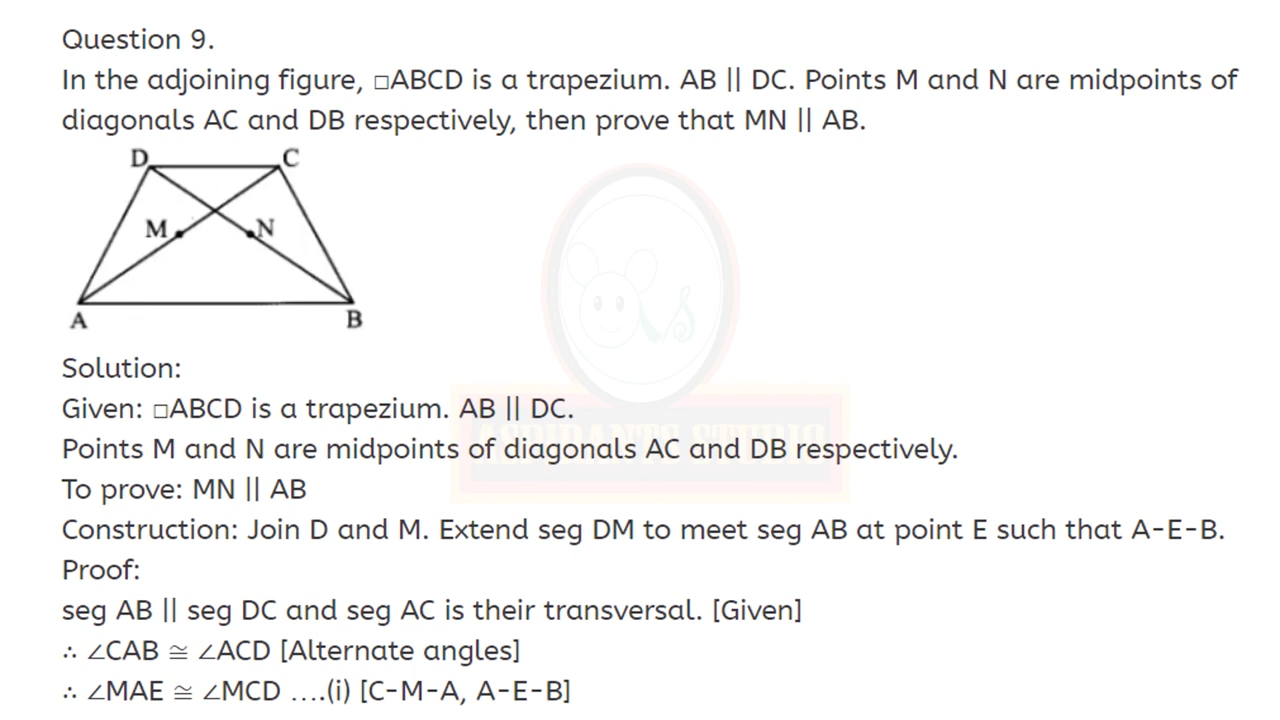 Question 9.
In the adjoining figure, □ABCD is a trapezium. AB || DC. Points M and N are midpoints of
diagonals AC and DB respectively, then prove that MN || AB.
D C
M N
A B
Solution:
Given: □ABCD is a trapezium. AB || DC.
Points M and N are midpoints of diagonals AC and DB respectively.
To prove: MN || AB
Construction: Join D and M. Extend seg DM to meet seg AB at point E such that A-E-B.
Proof:
seg AB || seg DC and seg AC is their transversal. [Given]
∴ ∠CAB ≅ ∠ACD [Alternate angles]
∴ ∠MAE ≅ ∠MCD ….(i) [C-M-A, A-E-B]
ASPIRANTS STUDIO